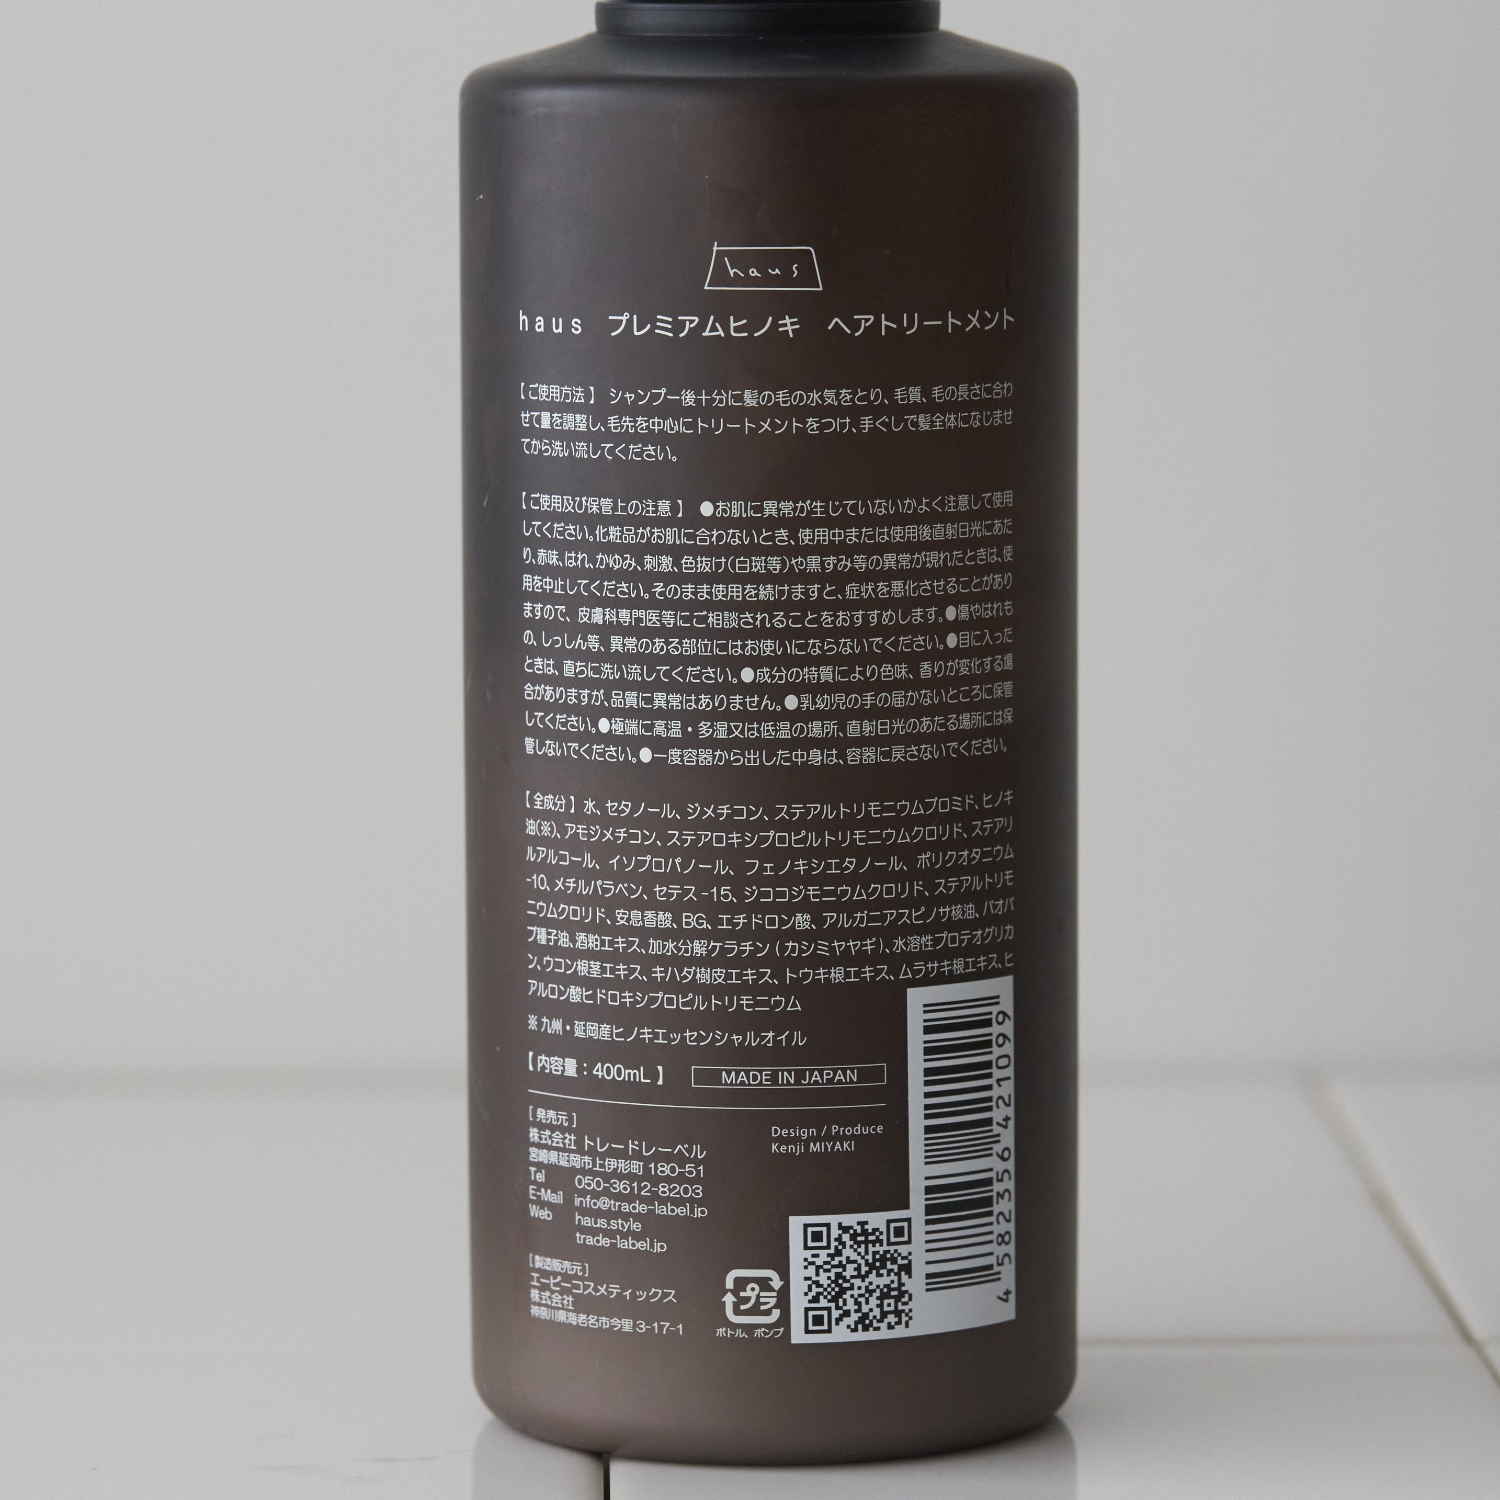 haus
haus プレミアムヒノキ ヘアトリートメント
【ご使用方法】 シャンプー後十分に髪の毛の水気をとり、毛質、毛の長さに合わ
せて量を調整し、毛先を中心にトリートメントをつけ、手ぐしで髪全体になじませ
てから洗い流してください。
【ご使用及び保管上の注意】 ●お肌に異常が生じていないかよく注意して使用
してください。化粧品がお肌に合わないとき、使用中または使用後直射日光にあた
り、赤味、はれ、かゆみ、刺激、色抜け(白斑等)や黒ずみ等の異常が現れたときは、使
用を中止してください。そのまま使用を続けますと、症状を悪化させることがあり
ますので、皮膚科専門医等にご相談されることをおすすめします。●傷やはれも
の、しっしん等、異常のある部位にはお使いにならないでください。●目に入った
ときは、直ちに洗い流してください。●成分の特質により色味、香りが変化する場
合がありますが、品質に異常はありません。●乳幼児の手の届かないところに保管
してください。●極端に高温・多湿又は低温の場所、直射日光のあたる場所には保
管しないでください。●一度容器から出した中身は、容器に戻さないでください。
【全成分】水、セタノール、ジメチコン、ステアルトリモニウムブロミド、ヒノキ
油(※)、アモジメチコン、ステアロキシプロピルトリモニウムクロリド、ステアリ
ルアルコール、イソプロパノール、フェノキシエタノール、ポリクオタニウム
-10、メチルパラベン、セテス-15、ジココジモニウムクロリド、ステアルトリモ
ニウムクロリド、安息香酸、BG、エチドロン酸、アルガニアスピノサ核油、バオバ
ブ種子油、酒粕エキス、加水分解ケラチン(カシミヤヤギ)、水溶性プロテオグリカ
ン、ウコン根茎エキス、キハダ樹皮エキス、トウキ根エキス、ムラサキ根エキス、ヒ
アルロン酸ヒドロキシプロピルトリモニウム
※九州・延岡産ヒノキエッセンシャルオイル
【内容量:400mL】 MADE IN JAPAN
[発売元]
株式会社 トレードレーベル
宮崎県延岡市上伊形町 180-51
Tel 050-3612-8203
E-Mail info@trade-label.jp
Web haus.style
trade-label.jp
Design / Produce
Kenji MIYAKI
[製造販売元]
エーピーコスメティックス
株式会社
神奈川県海老名市今里 3-17-1
プラ
ボトル、ポンプ
4 582356 421099